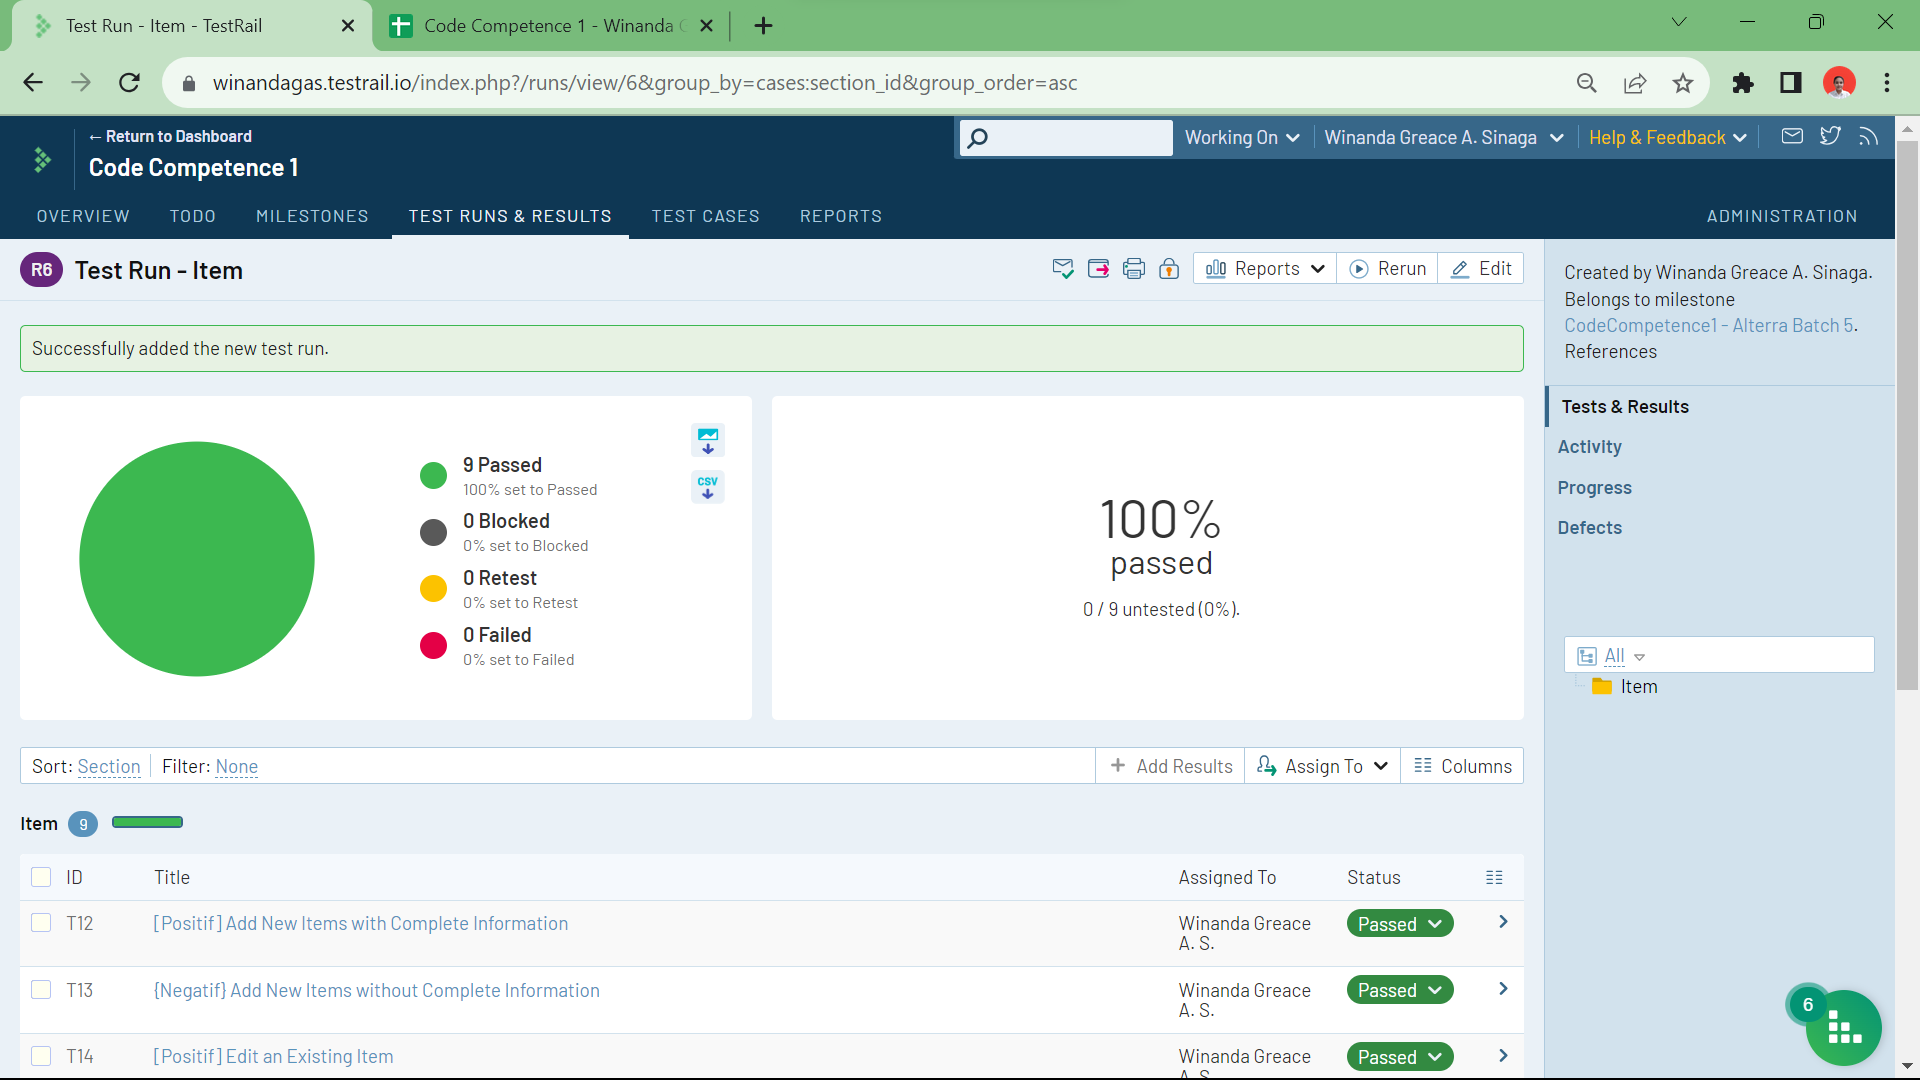 Test Run - Item - TestRail
Code Competence 1 - Winanda G
winandagas.testrail.io/index.php?/runs/view/6&group_by=cases:section_id&group_order=asc
← Return to Dashboard
Code Competence 1
Working On
Winanda Greace A. Sinaga
Help & Feedback
OVERVIEW
TODO
MILESTONES
TEST RUNS & RESULTS
TEST CASES
REPORTS
ADMINISTRATION
R6 Test Run - Item
Reports
Rerun
Edit
Successfully added the new test run.
9 Passed
100% set to Passed
0 Blocked
0% set to Blocked
0 Retest
0% set to Retest
0 Failed
0% set to Failed
CSV
100%
passed
0 / 9 untested (0%).
Created by Winanda Greace A. Sinaga.
Belongs to milestone
CodeCompetence1 - Alterra Batch 5.
References
Tests & Results
Activity
Progress
Defects
All
Item
Sort: Section
Filter: None
+ Add Results
Assign To
Columns
Item 9
ID Title Assigned To Status
T12 [Positif] Add New Items with Complete Information Winanda Greace Passed
A. S.
T13 {Negatif} Add New Items without Complete Information Winanda Greace Passed
A. S.
T14 [Positif] Edit an Existing Item Winanda Greace Passed
A. S.
6